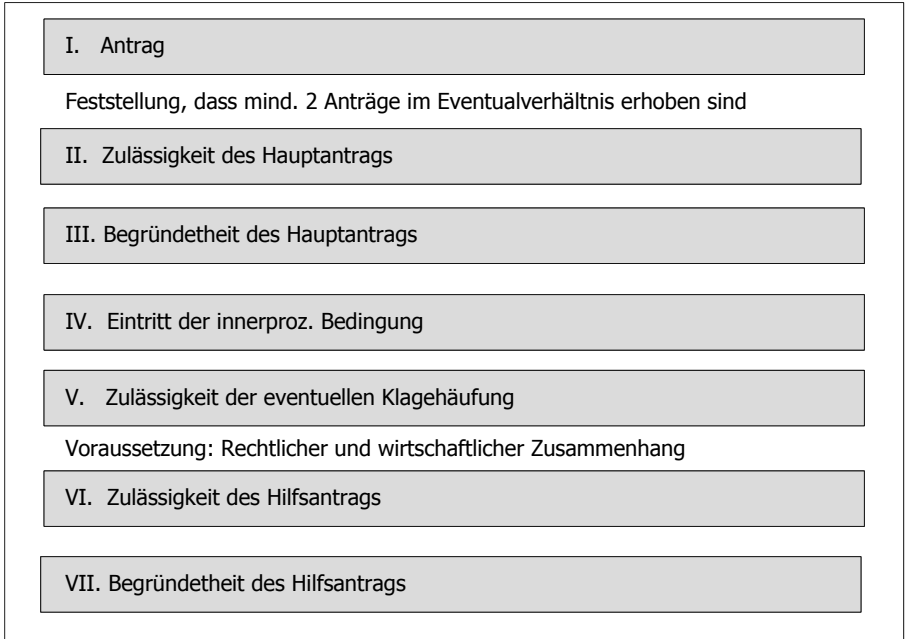 I. Antrag
Feststellung, dass mind. 2 Anträge im Eventualverhältnis erhoben sind
II. Zulässigkeit des Hauptantrags
III. Begründetheit des Hauptantrags
IV. Eintritt der innerproz. Bedingung
V. Zulässigkeit der eventuellen Klagehäufung
Voraussetzung: Rechtlicher und wirtschaftlicher Zusammenhang
VI. Zulässigkeit des Hilfsantrags
VII. Begründetheit des Hilfsantrags